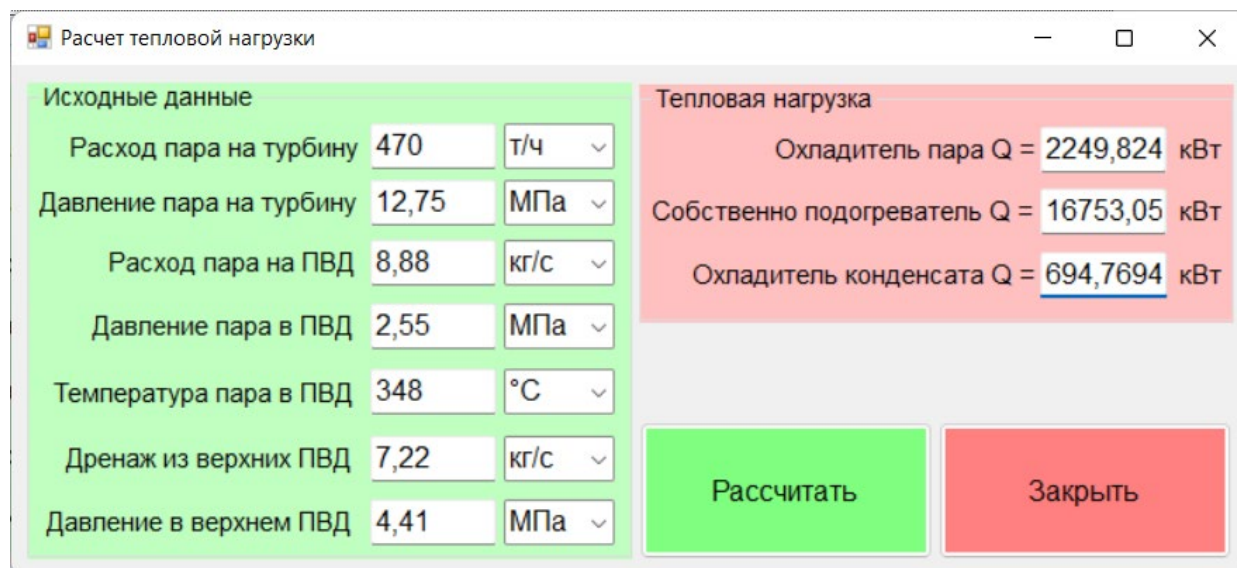 Расчет тепловой нагрузки
Исходные данные
Расход пара на турбину 470 т/ч
Давление пара на турбину 12,75 МПа
Расход пара на ПВД 8,88 кг/с
Давление пара в ПВД 2,55 МПа
Температура пара в ПВД 348 °C
Дренаж из верхних ПВД 7,22 кг/с
Давление в верхнем ПВД 4,41 МПа
Тепловая нагрузка
Охладитель пара Q = 2249,824 кВт
Собственно подогреватель Q = 16753,05 кВт
Охладитель конденсата Q = 694,7694 кВт
Рассчитать
Закрыть